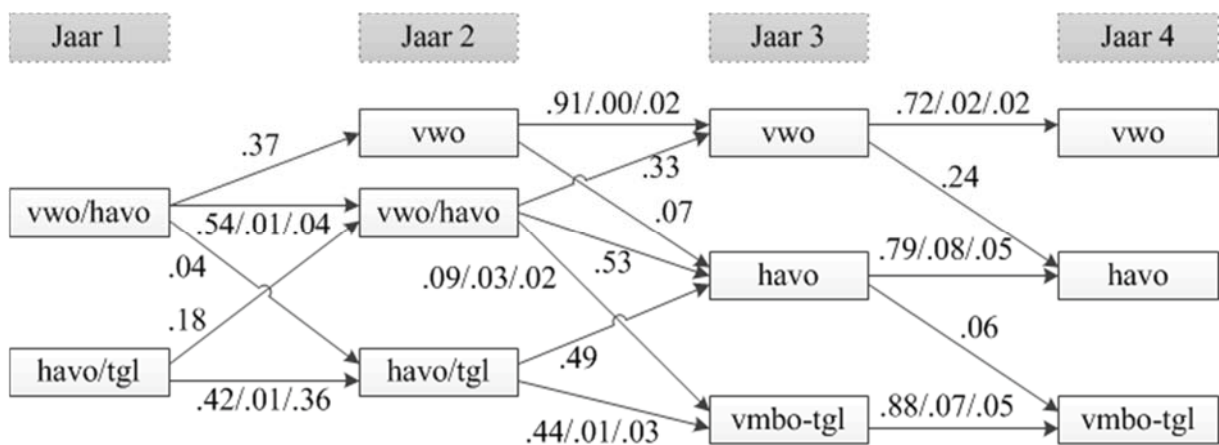 Jaar 1 Jaar 2 Jaar 3 Jaar 4
.91/.00/.02 .72/.02/.02
vwo vwo vwo
.37 .33 .24
vwo/havo vwo/havo .07
.54/.01/.04 .79/.08/.05
.04 .09/.03/.02 .53 havo havo
.18 .06
havo/tgl havo/tgl .49
.42/.01/.36 vmbo-tgl .88/.07/.05 vmbo-tgl
.44/.01/.03